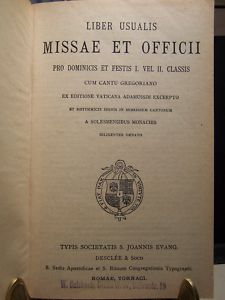 LIBER USUALIS
MISSAE ET OFFICII
PRO DOMINICIS ET FESTIS I. VEL II. CLASSIS
CUM CANTU GREGORIANO
EX EDITIONE VATICANA ADAMUSSIM EXCERPTO
ET RHYTHMICIS SIGNIS IN SUBSIDIUM CANTORUM
A SOLESMENSIBUS MONACHIS
DILIGENTER ORNATO
TYPIS SOCIETATIS S. JOANNIS EVANG.
DESCLÉE & SOCII
S. Sedis Apostolicae et S. Rituum Congregationis Typographi
ROMAE, TORNACI.